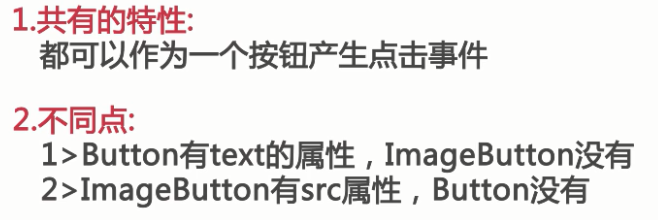 1.共有的特性:
都可以作为一个按钮产生点击事件
2.不同点:
1>Button有text的属性，ImageButton没有
2>ImageButton有src属性，Button没有